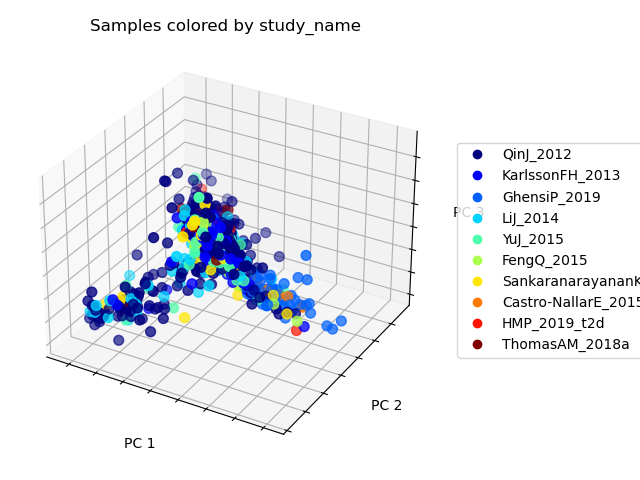 Samples colored by study_name
QinJ_2012
KarlssonFH_2013
GhensiP_2019
LiJ_2014
YuJ_2015
FengQ_2015
SankaranarayananK
Castro-NallarE_2015
HMP_2019_t2d
ThomasAM_2018a
PC 3
PC 2
PC 1